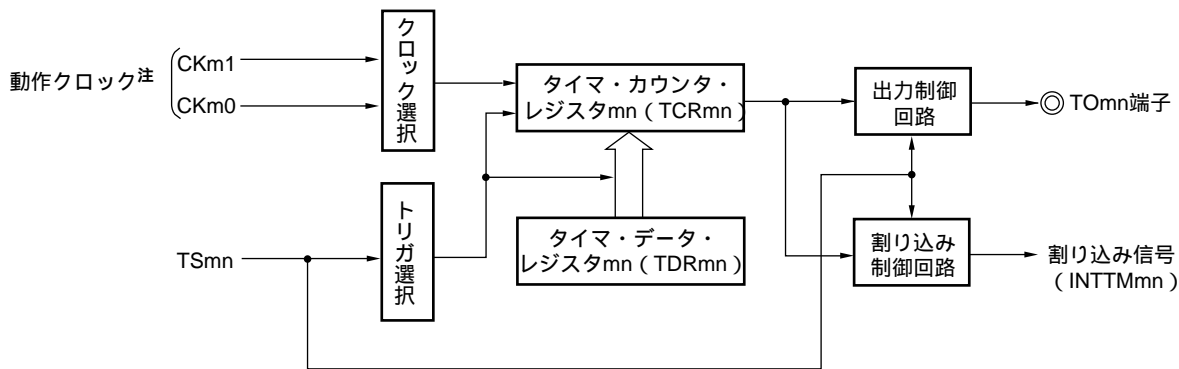 動作クロック注
CKm1
CKm0
クロック選択
タイマ・カウンタ・
レジスタmn（TCRmn）
出力制御
回路
TOmn端子
TSmn
トリガ選択
タイマ・データ・
レジスタmn（TDRmn）
割り込み
制御回路
割り込み信号
（INTTMmn）